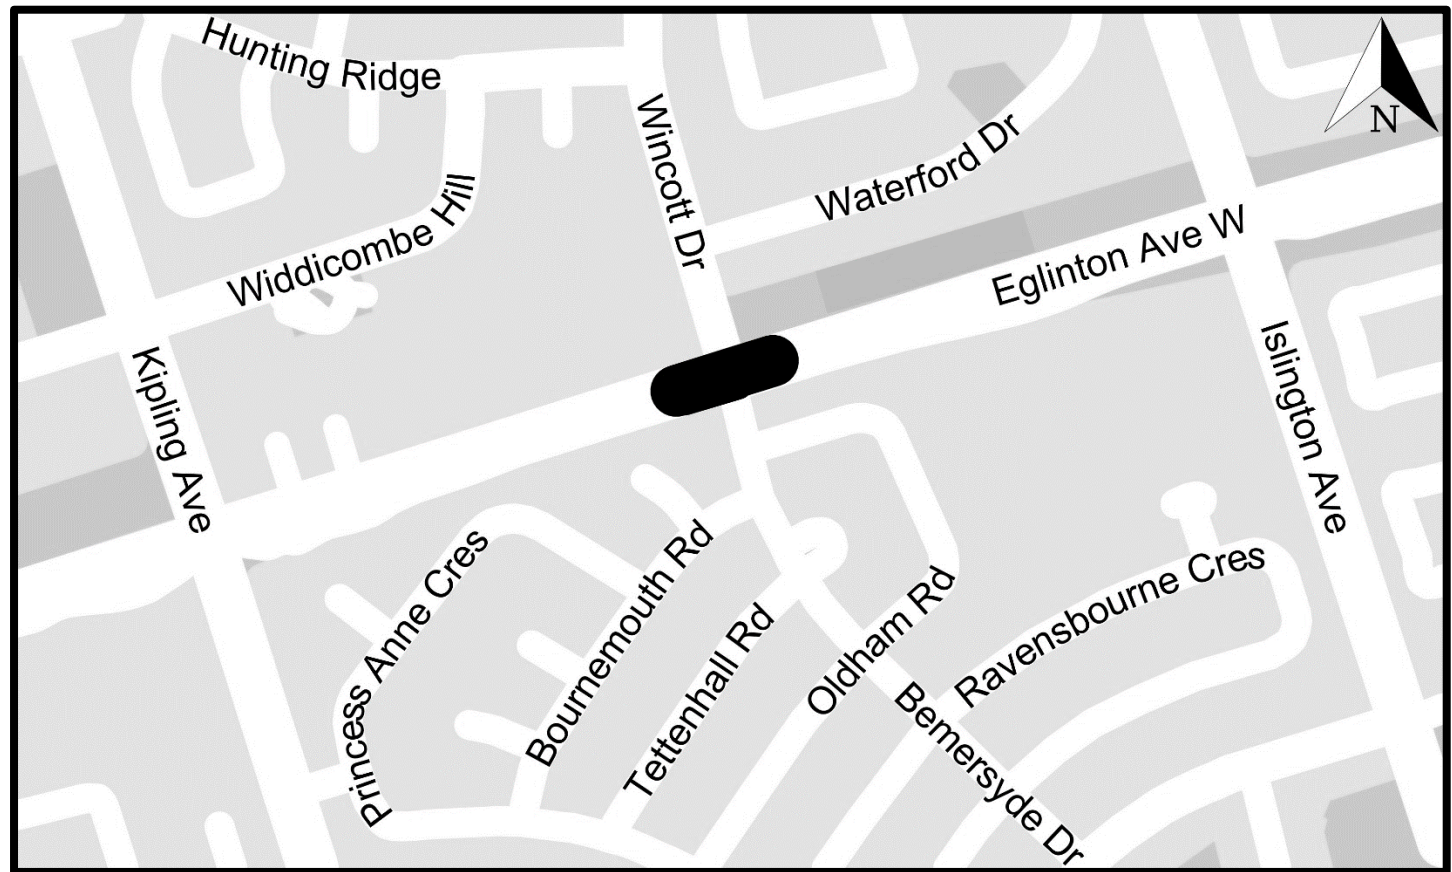 Hunting Ridge
N
Wincott Dr
Waterford Dr
Widdicombe Hill
Eglinton Ave W
Kipling Ave
Islington Ave
Princess Anne Cres
Bournemouth Rd
Tettenhall Rd
Oldham Rd
Ravensbourne Cres
Bemersyde Dr